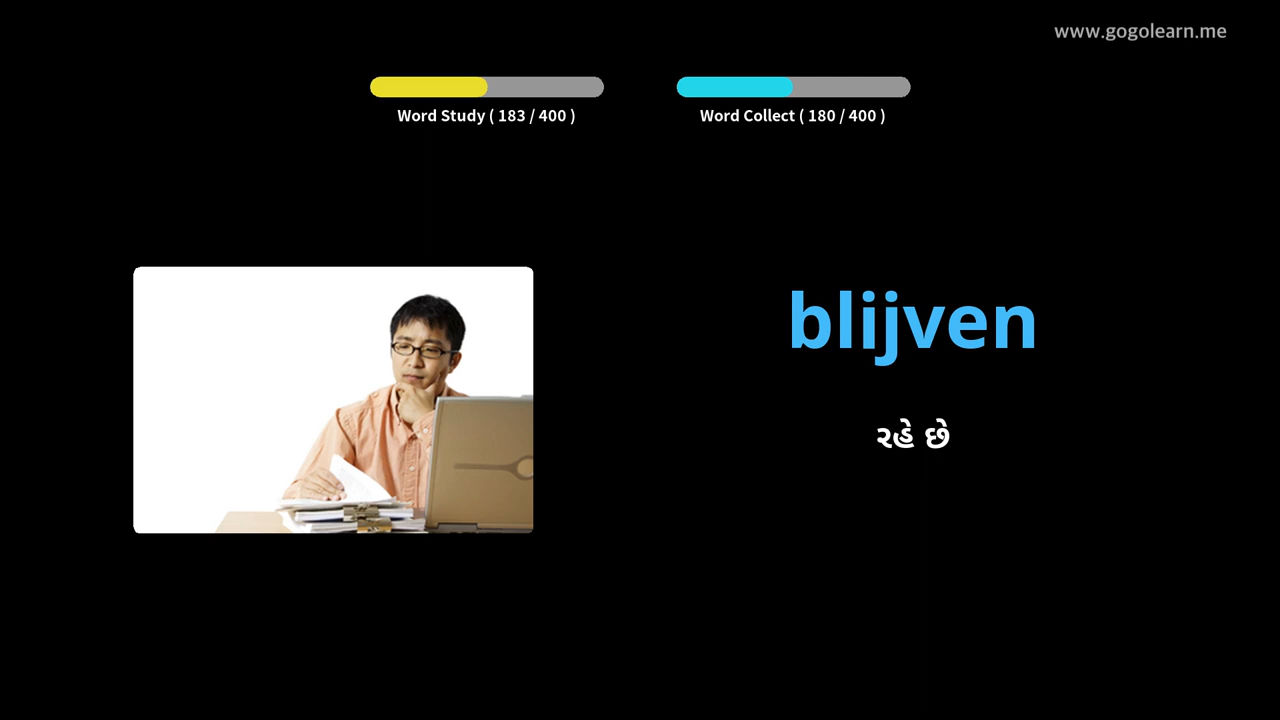 www.gogolearn.me
Word Study ( 183 / 400 )
Word Collect ( 180 / 400 )
blijven
રહે છે